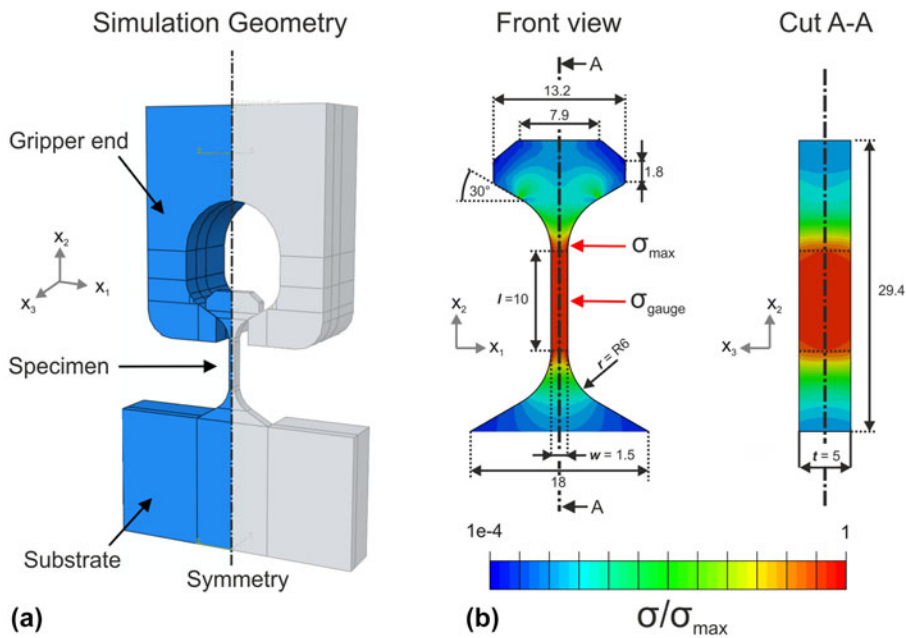 (a)
Simulation Geometry
Gripper end
x₂
x₁
x₃
Specimen
Substrate
Symmetry
(b)
Front view
A
13.2
7.9
1.8
30°
σmax
l =10
σgauge
x₂
x₁
r = R6
w = 1.5
18
A
Cut A-A
x₂
x₃
29.4
t = 5
1e-4
1
σ/σmax